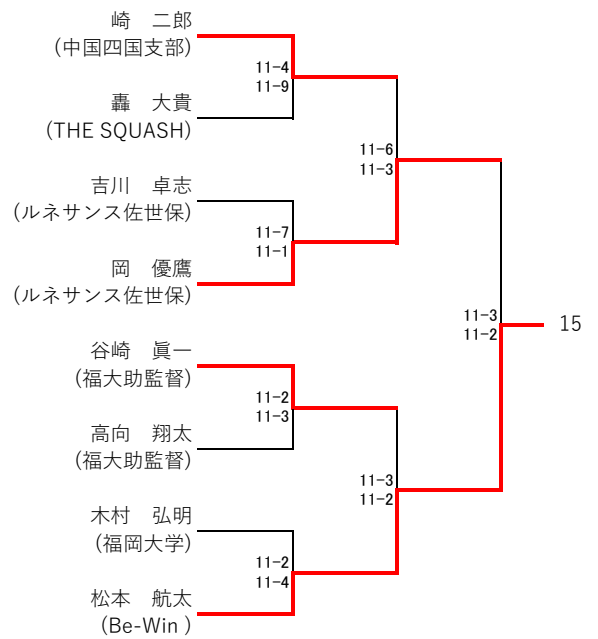 崎　二郎
(中国四国支部)
11-4
11-9
轟　大貴
(THE SQUASH)
11-6
11-3
吉川　卓志
(ルネサンス佐世保)
11-7
11-1
岡　優鷹
(ルネサンス佐世保)
11-3
11-2
15
谷崎　眞一
(福大助監督)
11-2
11-3
高向　翔太
(福大助監督)
11-3
11-2
木村　弘明
(福岡大学)
11-2
11-4
松本　航太
(Be-Win )